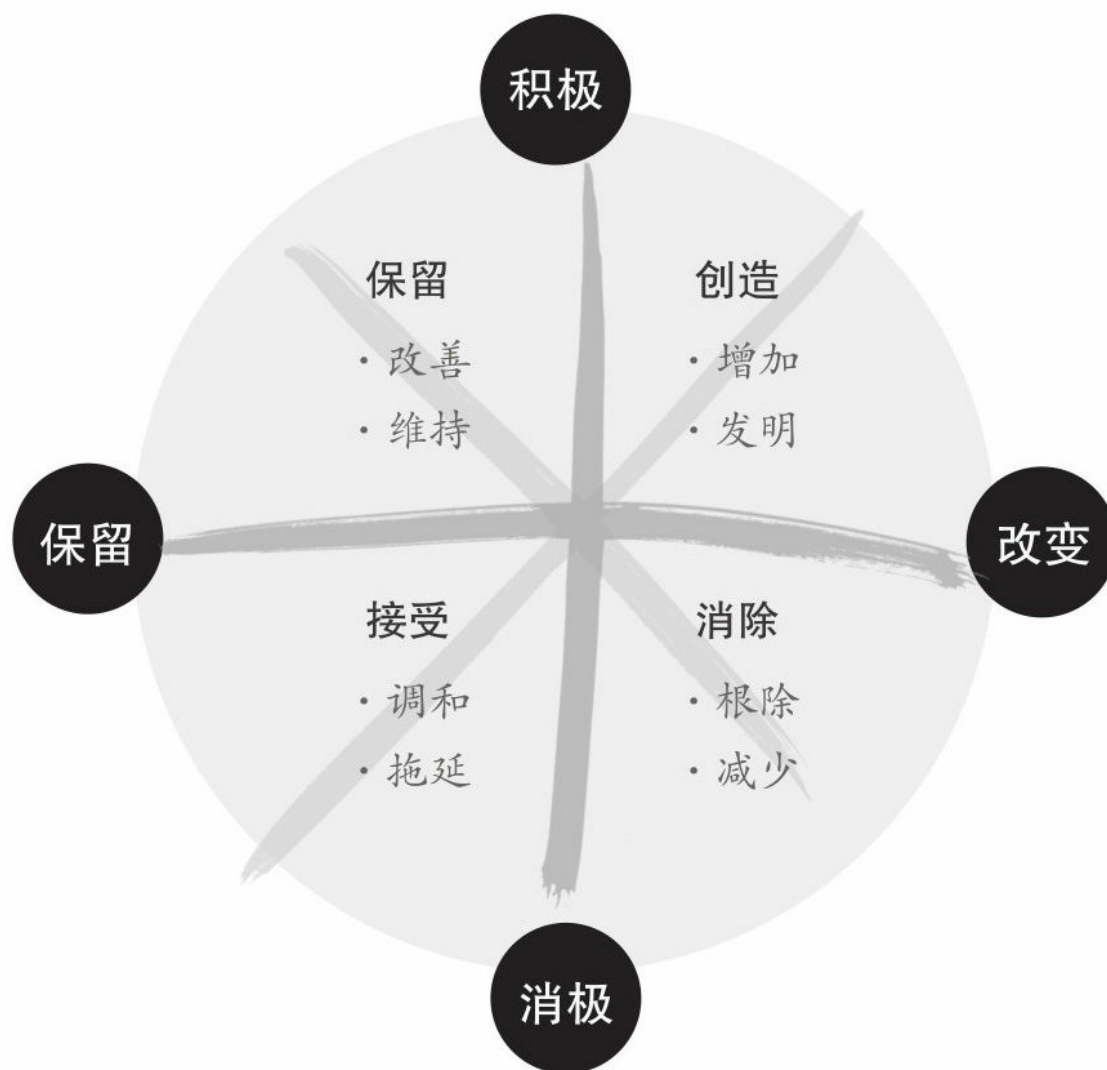 积极
保留
· 改善
· 维持
创造
· 增加
· 发明
保留
改变
接受
· 调和
· 拖延
消除
· 根除
· 减少
消极